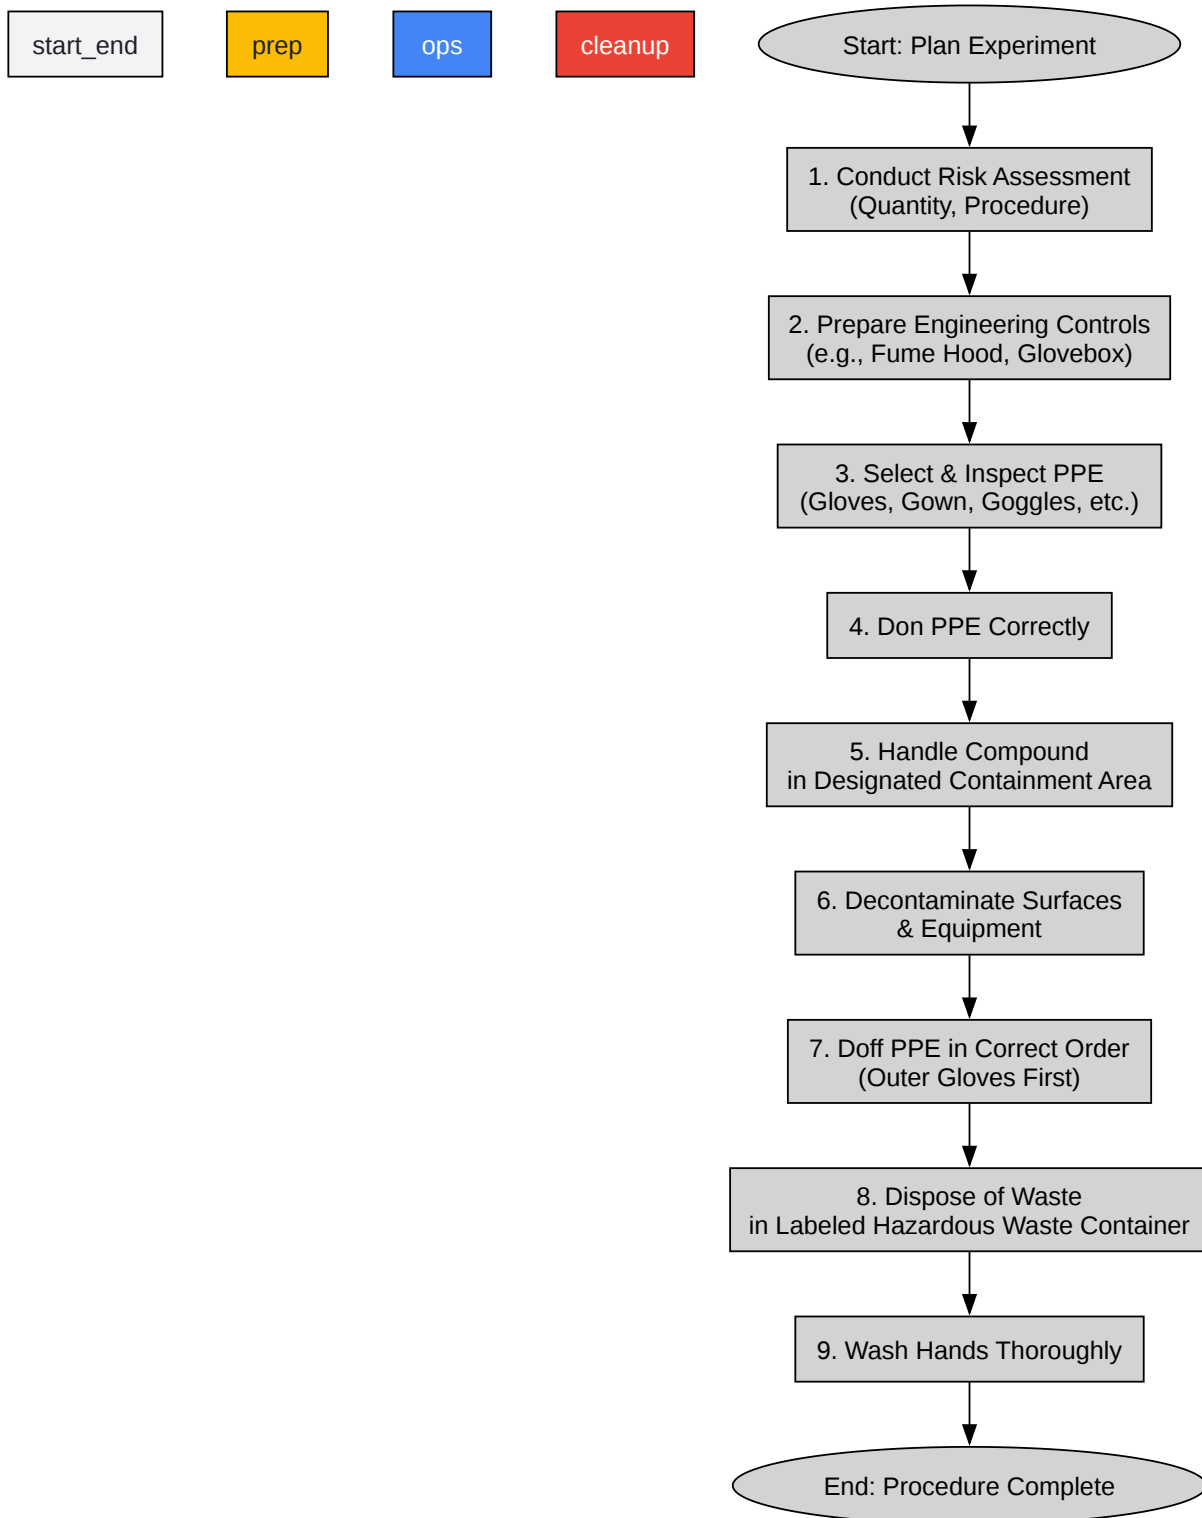 start_end
prep
ops
cleanup
Start: Plan Experiment
1. Conduct Risk Assessment
(Quantity, Procedure)
2. Prepare Engineering Controls
(e.g., Fume Hood, Glovebox)
3. Select & Inspect PPE
(Gloves, Gown, Goggles, etc.)
4. Don PPE Correctly
5. Handle Compound
in Designated Containment Area
6. Decontaminate Surfaces
& Equipment
7. Doff PPE in Correct Order
(Outer Gloves First)
8. Dispose of Waste
in Labeled Hazardous Waste Container
9. Wash Hands Thoroughly
End: Procedure Complete